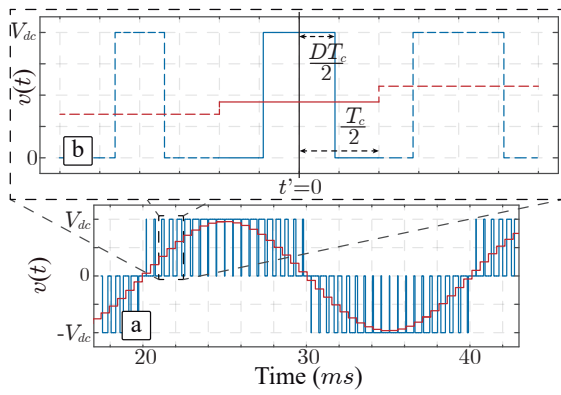 V_dc
DT_c
2
v(t)
T_c
2
0
b
t'=0
V_dc
v(t)
0
-V_dc
a
20
30
40
Time (ms)